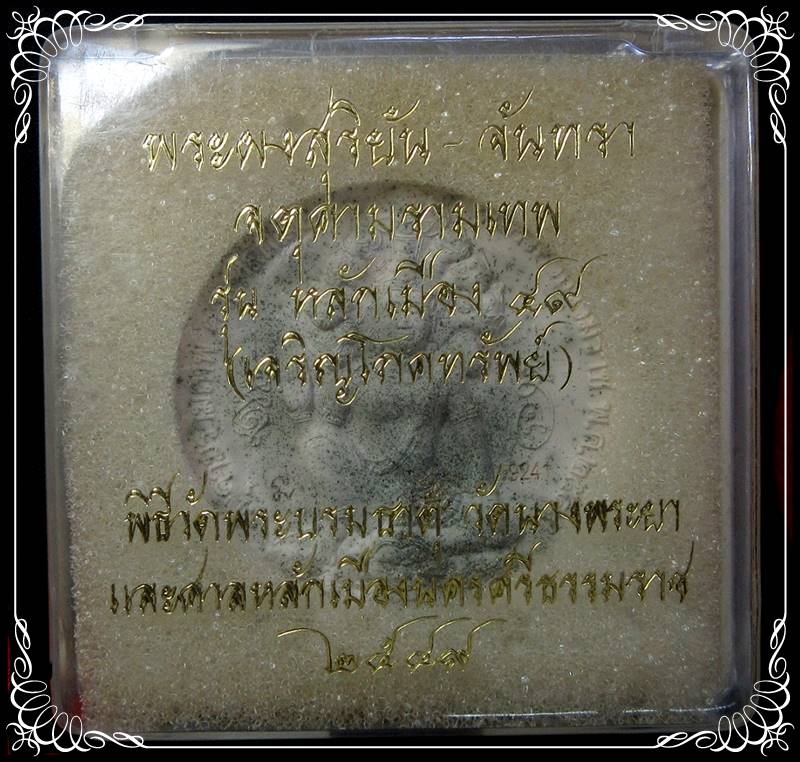 พระผงสุริยัน - จันทรา
จตุคามรามเทพ
รุ่น หลักเมือง ๔๗
(เจริญโภคทรัพย์)
พิธีวัดพระบรมธาตุ วัดนางพระยา
และศาลหลักเมืองนครศรีธรรมราช
๒๕๔๗